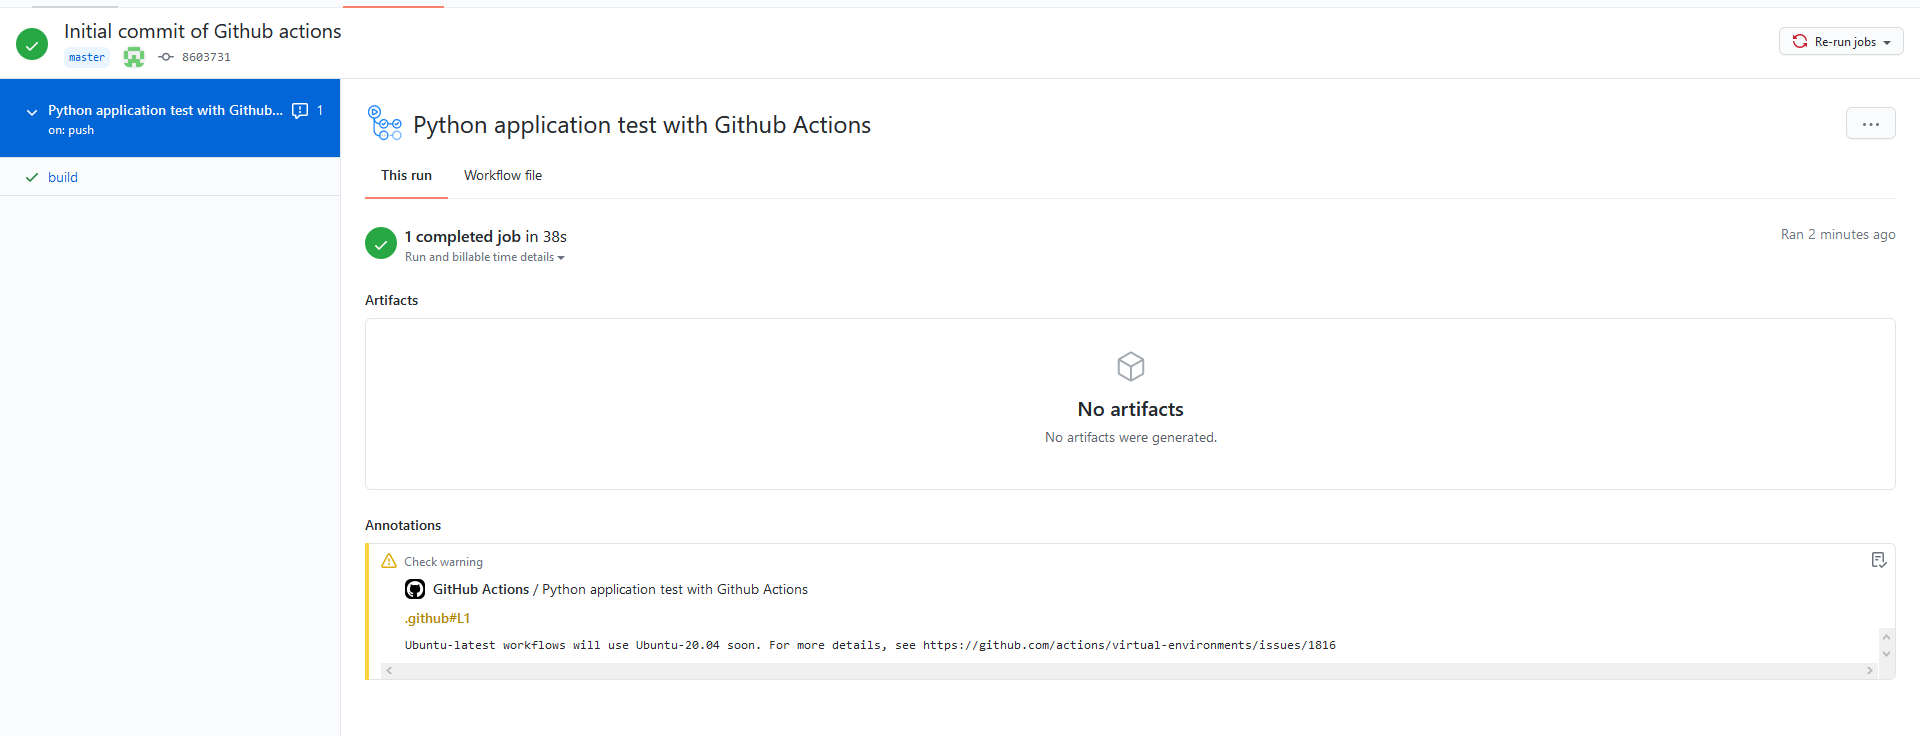 Initial commit of Github actions
master 8603731
Re-run jobs
Python application test with Github... 1
on: push
build
Python application test with Github Actions
...
This run Workflow file
1 completed job in 38s
Run and billable time details
Ran 2 minutes ago
Artifacts
No artifacts
No artifacts were generated.
Annotations
Check warning
GitHub Actions / Python application test with Github Actions
.github#L1
Ubuntu-latest workflows will use Ubuntu-20.04 soon. For more details, see https://github.com/actions/virtual-environments/issues/1816